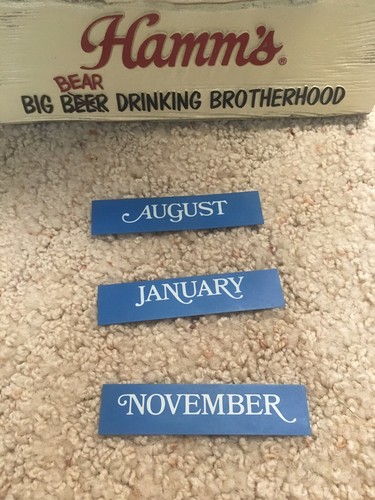 Hamm's®
BEAR
BIG BEER DRINKING BROTHERHOOD
AUGUST
JANUARY
NOVEMBER